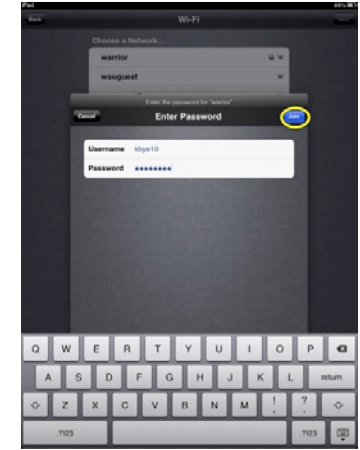 iPad
89%
Back
Wi-Fi
Choose a Network...
warrior
wsuguest
Enter the password for "warrior"
Cancel
Enter Password
Join
Username kbye10
Password ••••••••
Q W E R T Y U I O P
A S D F G H J K L return
Z X C V B N M ! , ? .
.?123 .?123